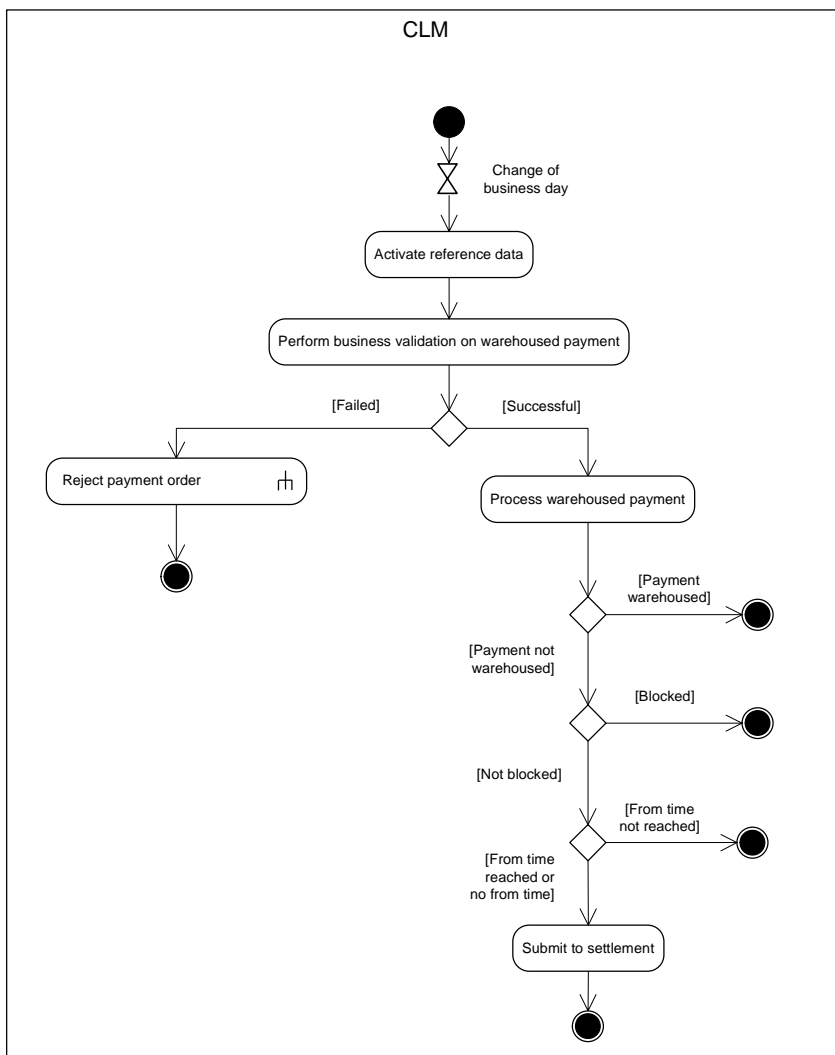 CLM
Change of
business day
Activate reference data
Perform business validation on warehoused payment
[Failed]
[Successful]
Reject payment order
Process warehoused payment
[Payment
warehoused]
[Payment not
warehoused]
[Blocked]
[Not blocked]
[From time
not reached]
[From time
reached or
no from time]
Submit to settlement